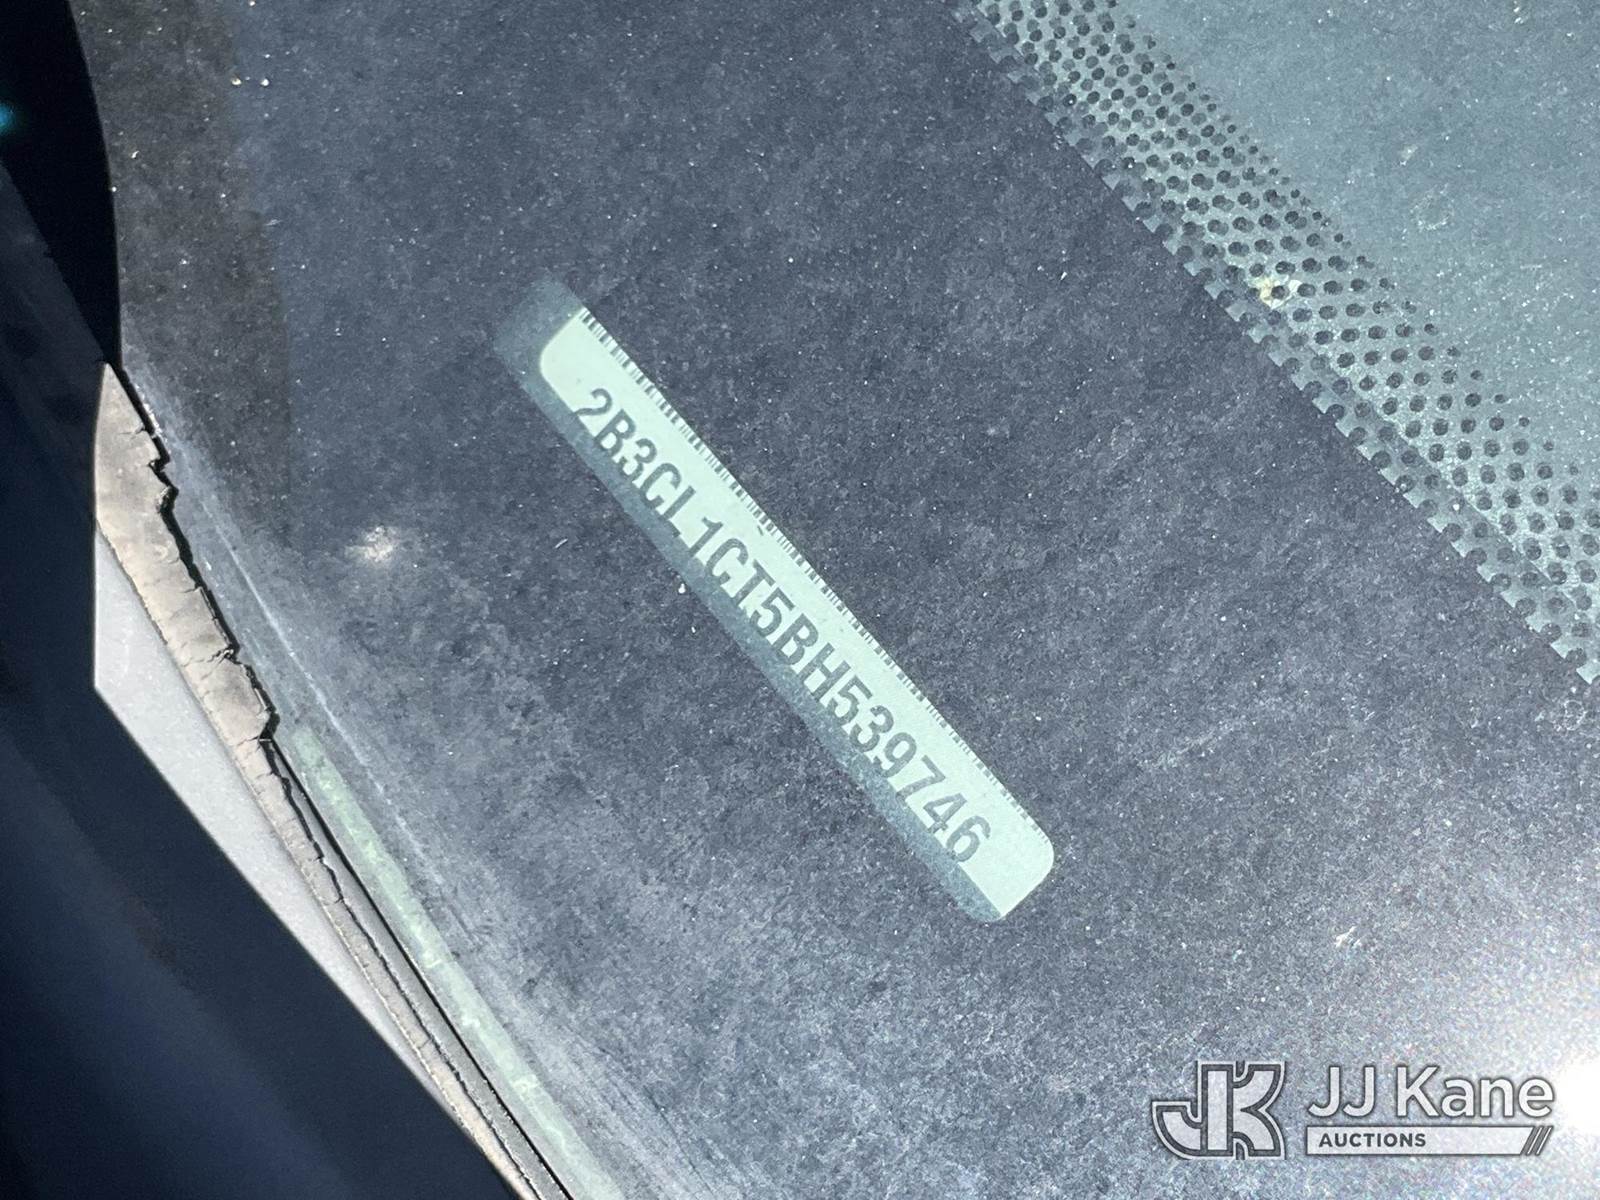 2B3CL1CT5BH539746
JJ Kane
AUCTIONS